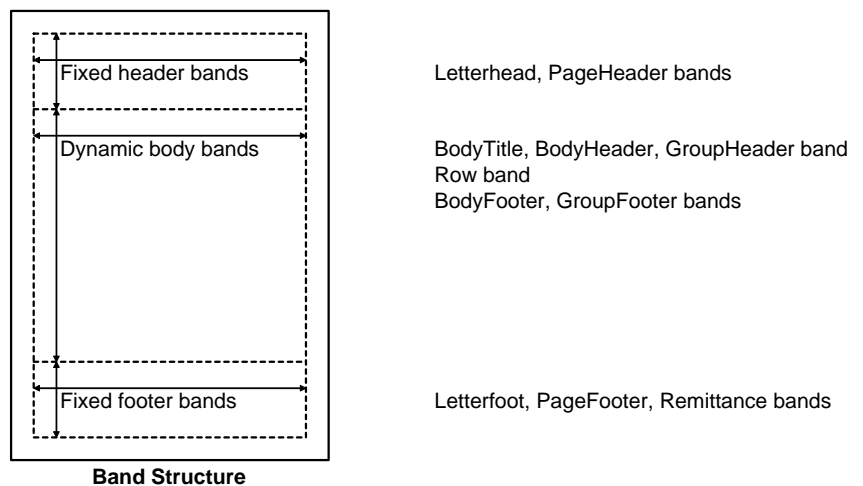 Fixed header bands
Letterhead, PageHeader bands
Dynamic body bands
BodyTitle, BodyHeader, GroupHeader band
Row band
BodyFooter, GroupFooter bands
Fixed footer bands
Letterfoot, PageFooter, Remittance bands
Band Structure